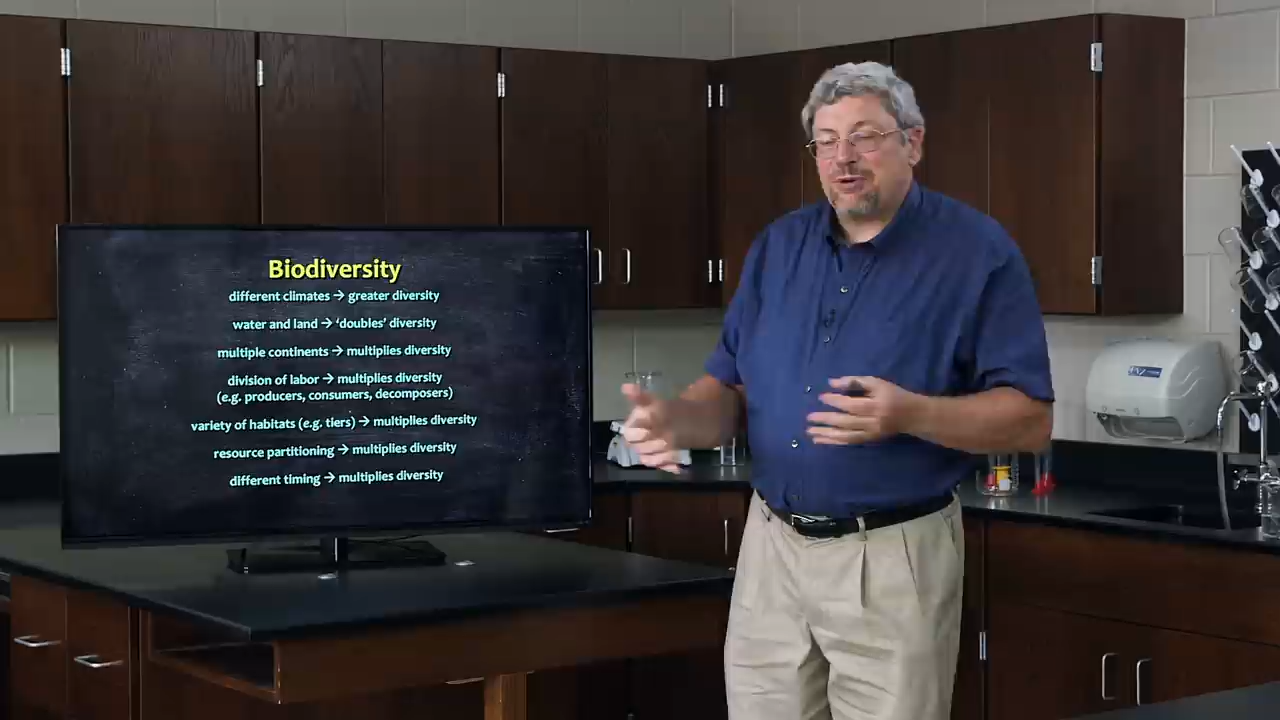 Biodiversity
different climates → greater diversity
water and land → ‘doubles’ diversity
multiple continents → multiplies diversity
division of labor → multiplies diversity
(e.g. producers, consumers, decomposers)
variety of habitats (e.g. tiers) → multiplies diversity
resource partitioning → multiplies diversity
different timing → multiplies diversity